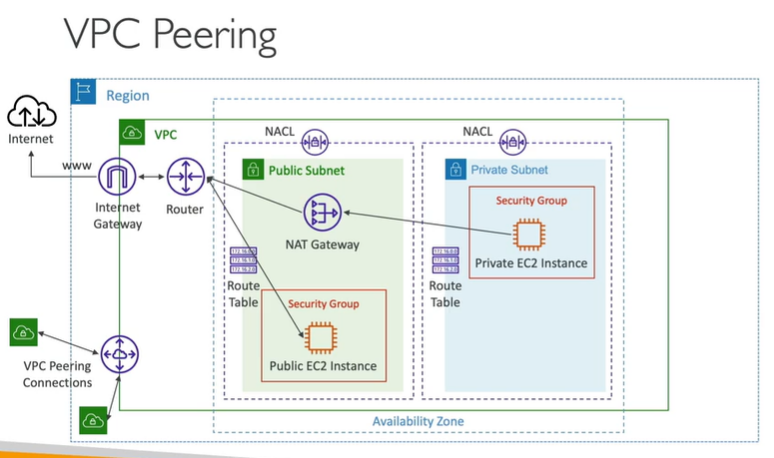 VPC Peering
Region
Internet
VPC
NACL
NACL
www
Public Subnet
Private Subnet
Internet
Gateway
Router
Security Group
NAT Gateway
Private EC2 Instance
Route
Table
Route
Table
Security Group
Public EC2 Instance
VPC Peering
Connections
Availability Zone